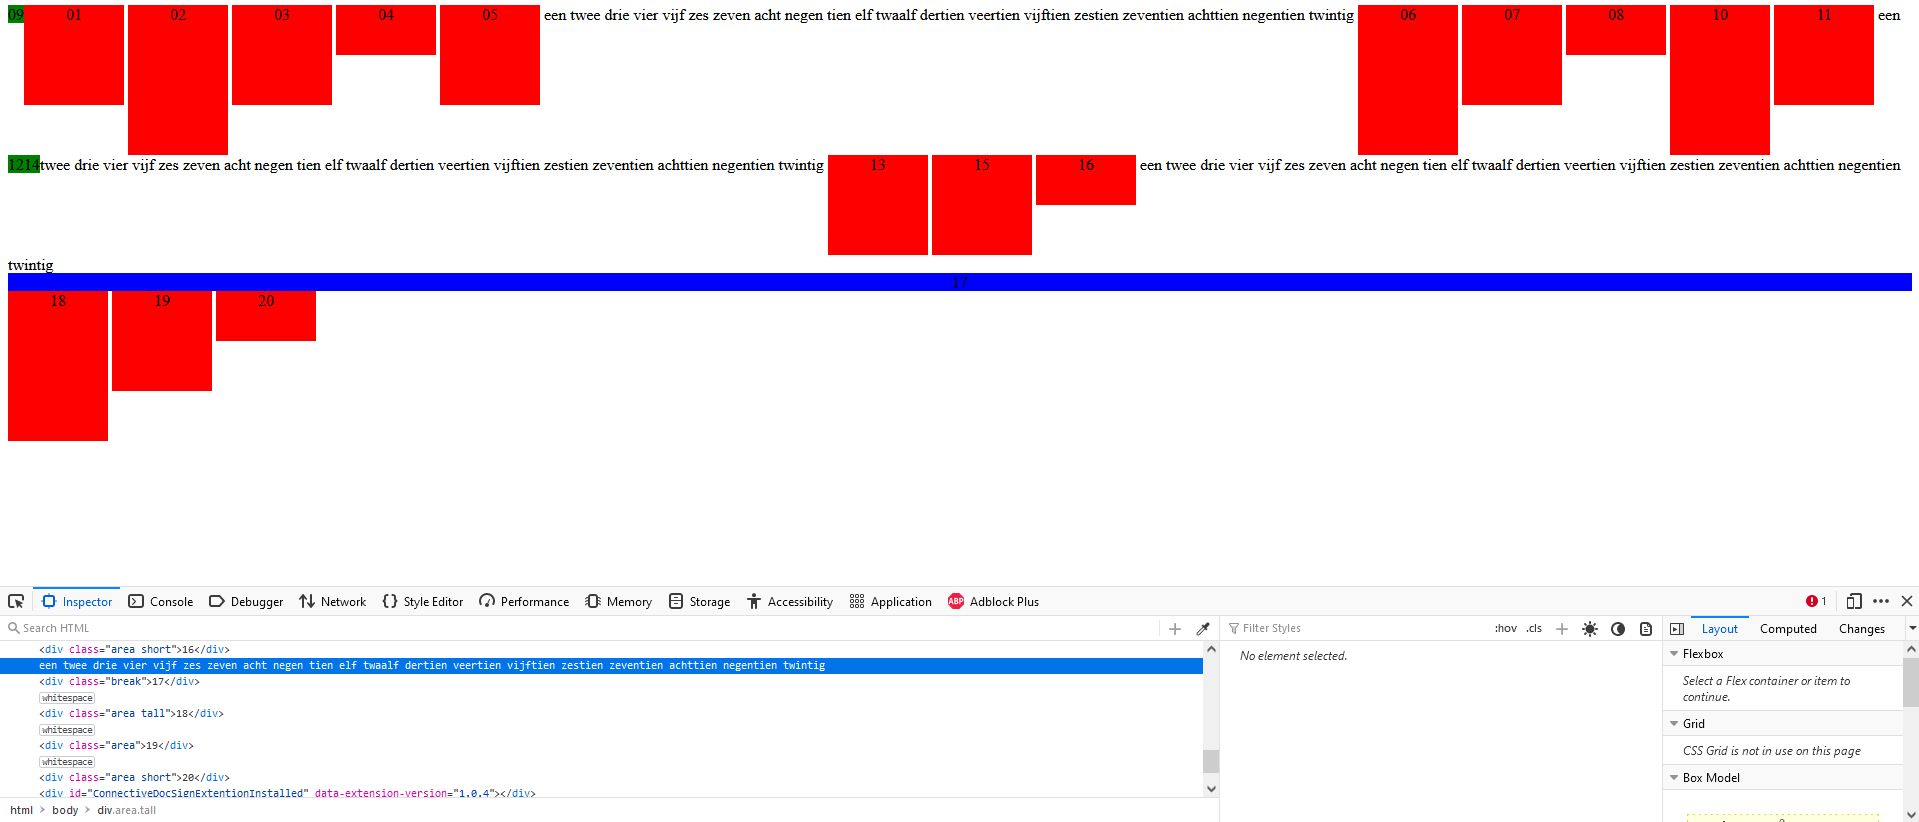 09 01 02 03 04 05 een twee drie vier vijf zes zeven acht negen tien elf twaalf dertien veertien vijftien zestien zeventien achttien negentien twintig 06 07 08 10 11 een
1214twee drie vier vijf zes zeven acht negen tien elf twaalf dertien veertien vijftien zestien zeventien achttien negentien twintig 13 15 16 een twee drie vier vijf zes zeven acht negen tien elf twaalf dertien veertien vijftien zestien zeventien achttien negentien
twintig
17
18 19 20
Inspector Console Debugger Network Style Editor Performance Memory Storage Accessibility Application ABP Adblock Plus 1
Search HTML
<div class="area short">16</div>
een twee drie vier vijf zes zeven acht negen tien elf twaalf dertien veertien vijftien zestien zeventien achttien negentien twintig
<div class="break">17</div>
whitespace
<div class="area tall">18</div>
whitespace
<div class="area">19</div>
whitespace
<div class="area short">20</div>
<div id="ConnectiveDocSignExtentionInstalled" data-extension-version="1.0.4"></div>
html > body > div.area.tall
Filter Styles :hov .cls
No element selected.
Layout Computed Changes
Flexbox
Select a Flex container or item to
continue.
Grid
CSS Grid is not in use on this page
Box Model